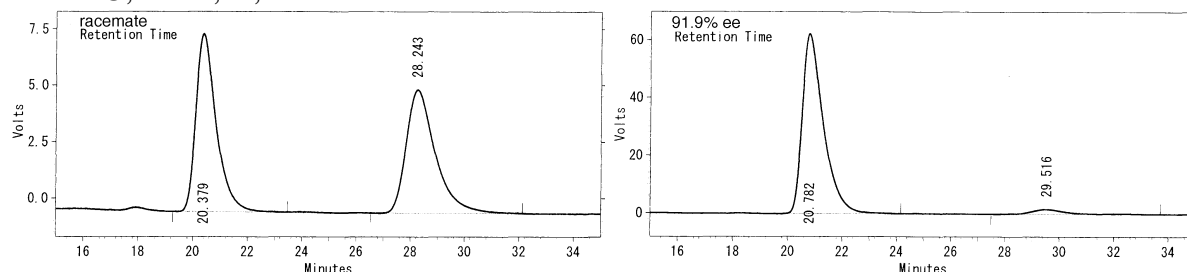 racemate
Retention Time
7.5
5.0
2.5
0.0
Volts
20.379
28.243
16 18 20 22 24 26 28 30 32 34
Minutes
91.9% ee
Retention Time
60
40
20
0
Volts
20.782
29.516
16 18 20 22 24 26 28 30 32 34
Minutes